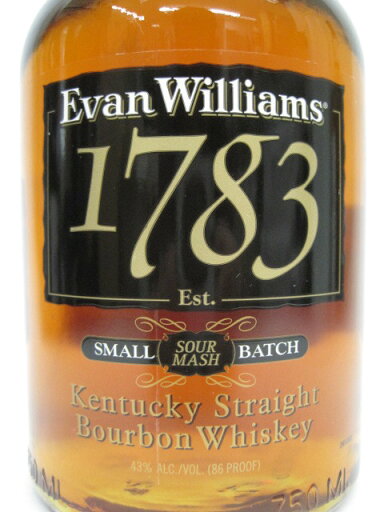 Evan Williams®
1783
Est.
SMALL SOUR MASH BATCH
Kentucky Straight
Bourbon Whiskey
43% ALC./VOL. (86 PROOF)
750 ML